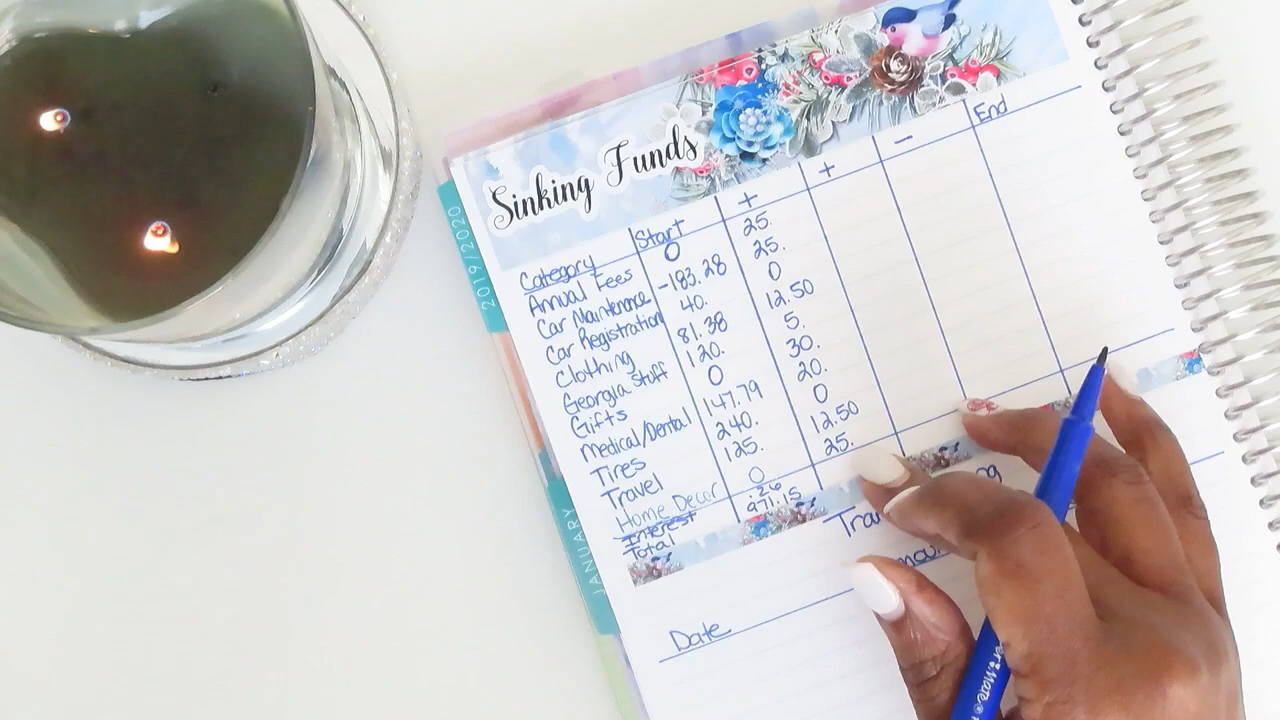 2019/2020
Sinking Funds
Category Start + + - End
Annual Fees 0 25.
Car Maintenance -183.28 25.
Car Registration 40. 0
Clothing 81.38 12.50
Georgia Stuff 120. 5.
Gifts 0 30.
Medical/Dental 147.79 20.
Tires 240. 0
Travel 125. 12.50
Home Decor 0 25.
Interest .26
Total 571.15
JANUARY
Date